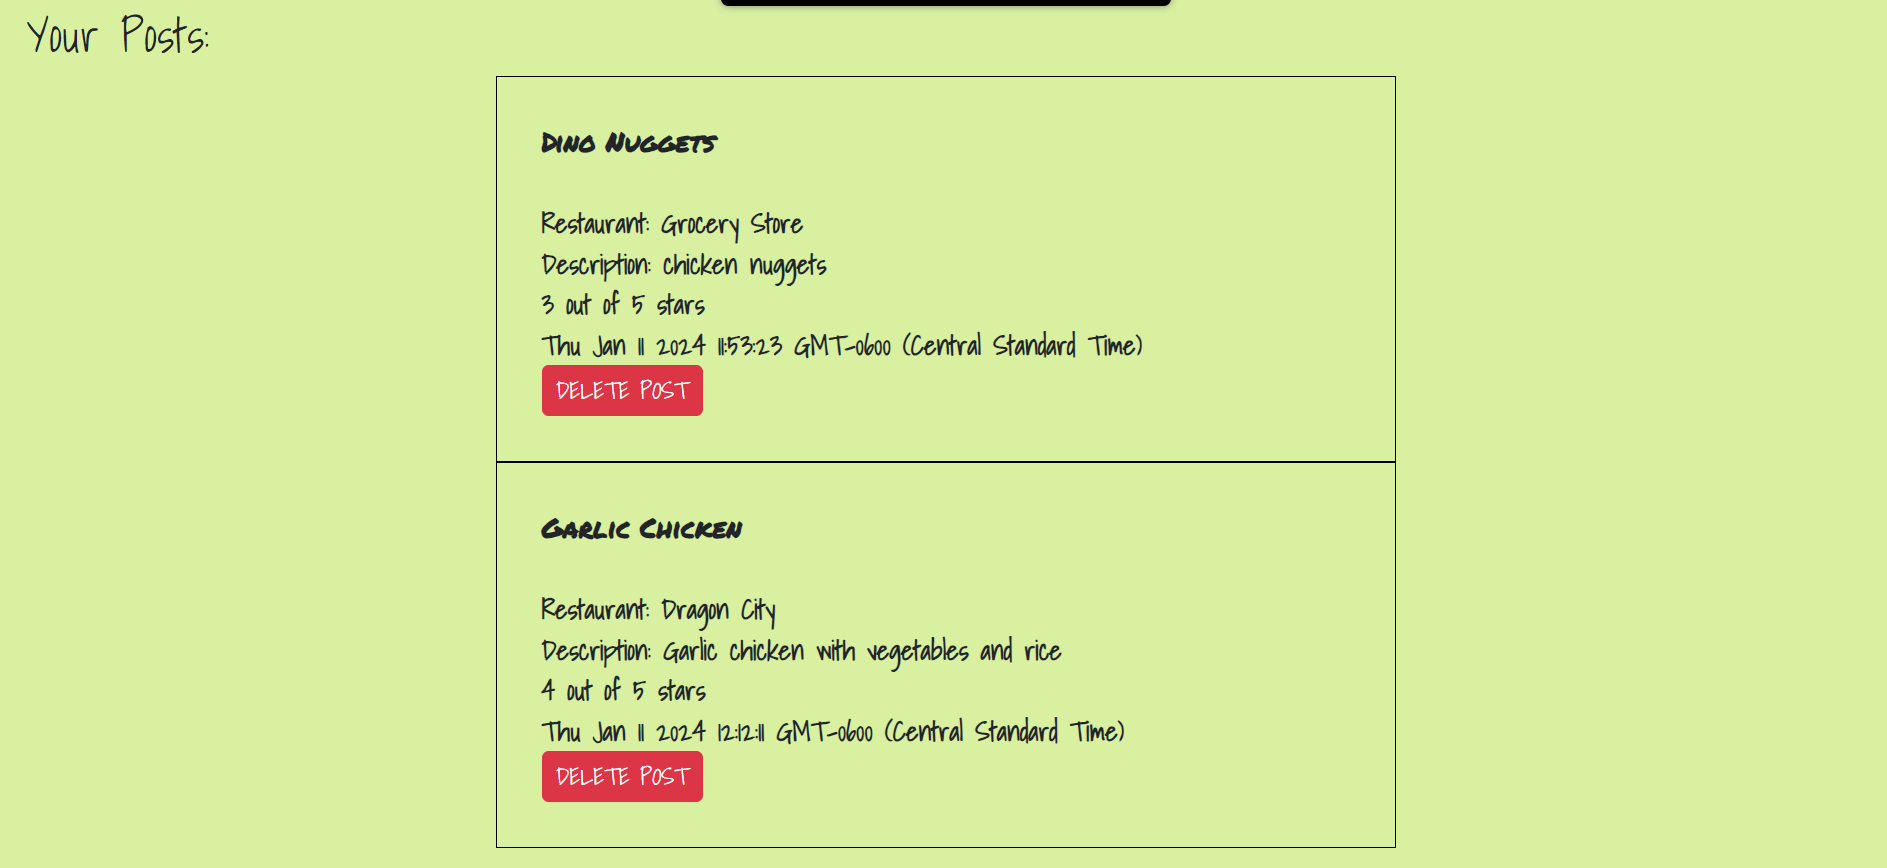 Your Posts:
Dino Nuggets
Restaurant: Grocery Store
Description: chicken nuggets
3 out of 5 stars
Thu Jan 11 2024 11:53:23 GMT-0600 (Central Standard Time)
DELETE POST
Garlic Chicken
Restaurant: Dragon City
Description: Garlic chicken with vegetables and rice
4 out of 5 stars
Thu Jan 11 2024 12:12:11 GMT-0600 (Central Standard Time)
DELETE POST